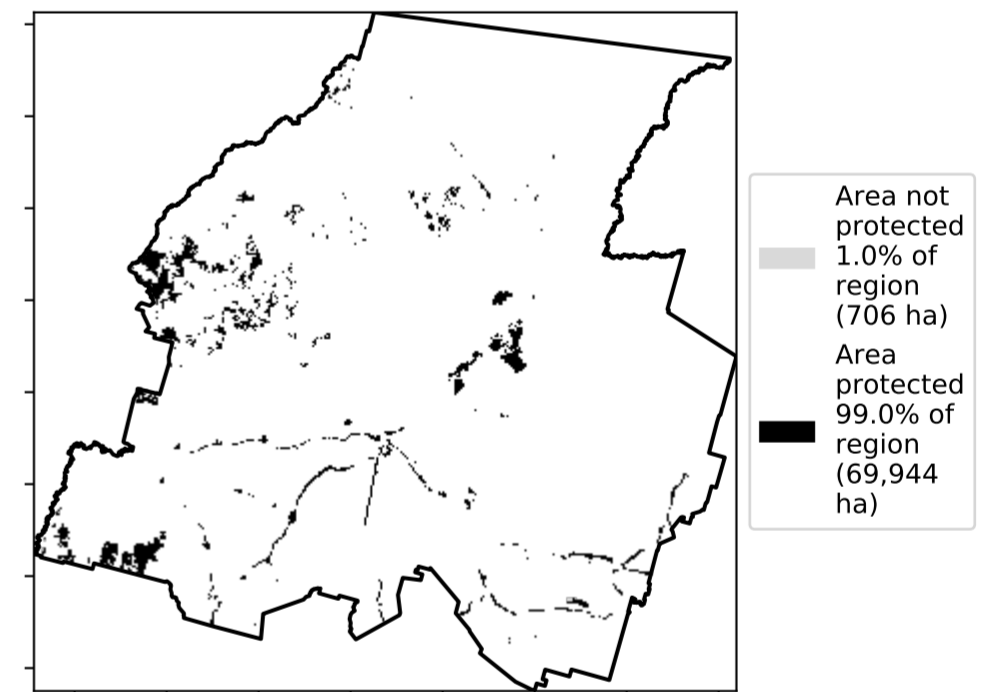 Area not
protected
1.0% of
region
(706 ha)
Area
protected
99.0% of
region
(69,944
ha)